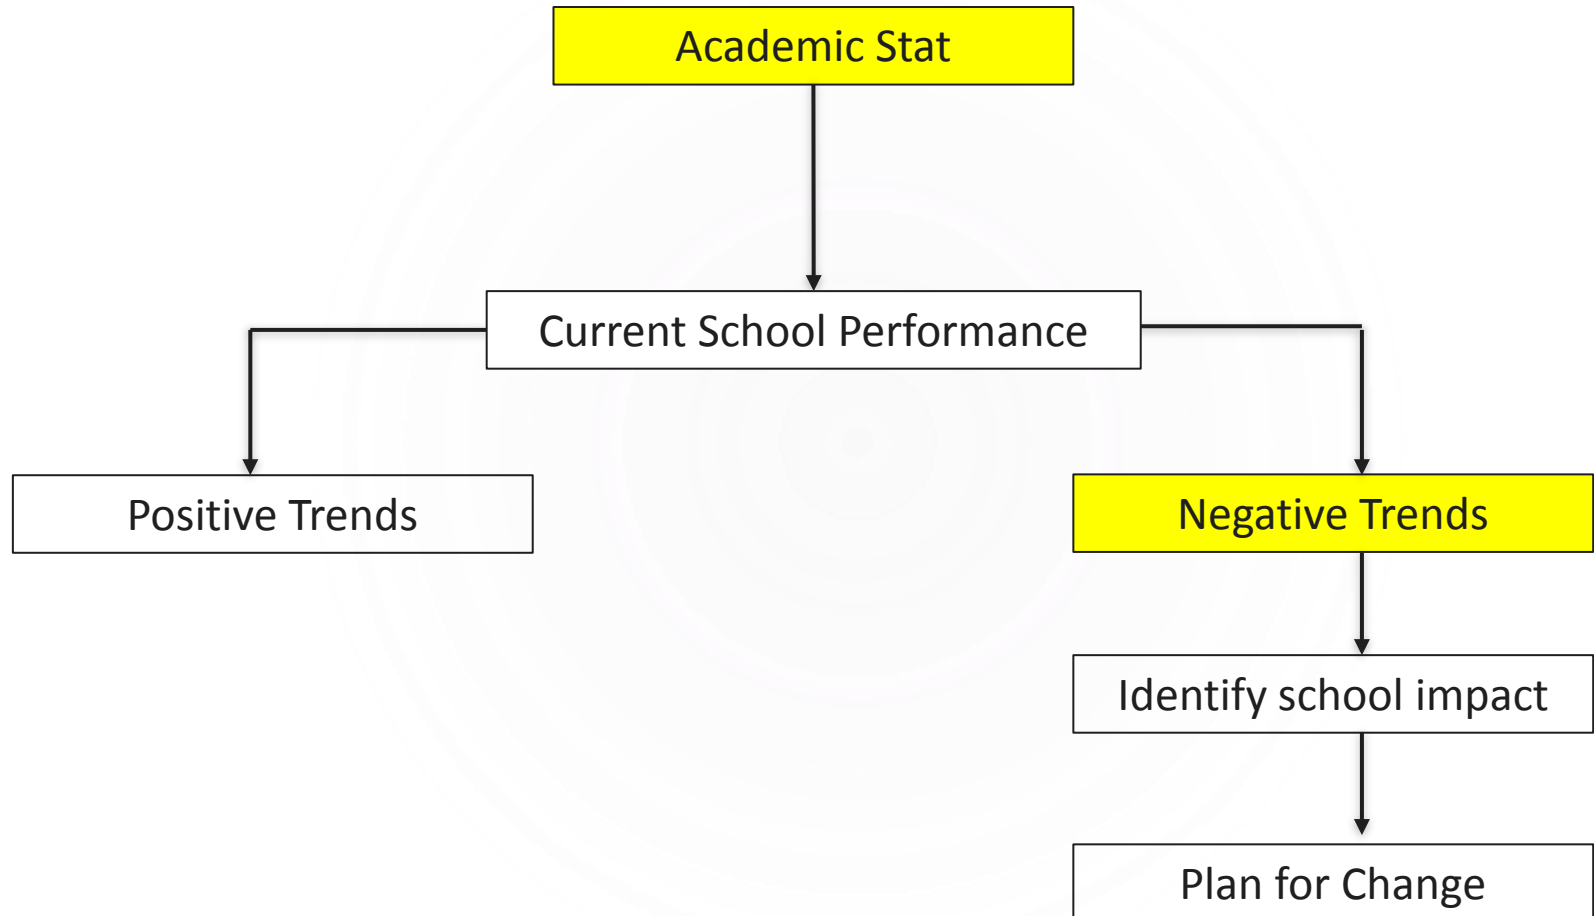 Academic Stat
Current School Performance
Positive Trends
Negative Trends
Identify school impact
Plan for Change